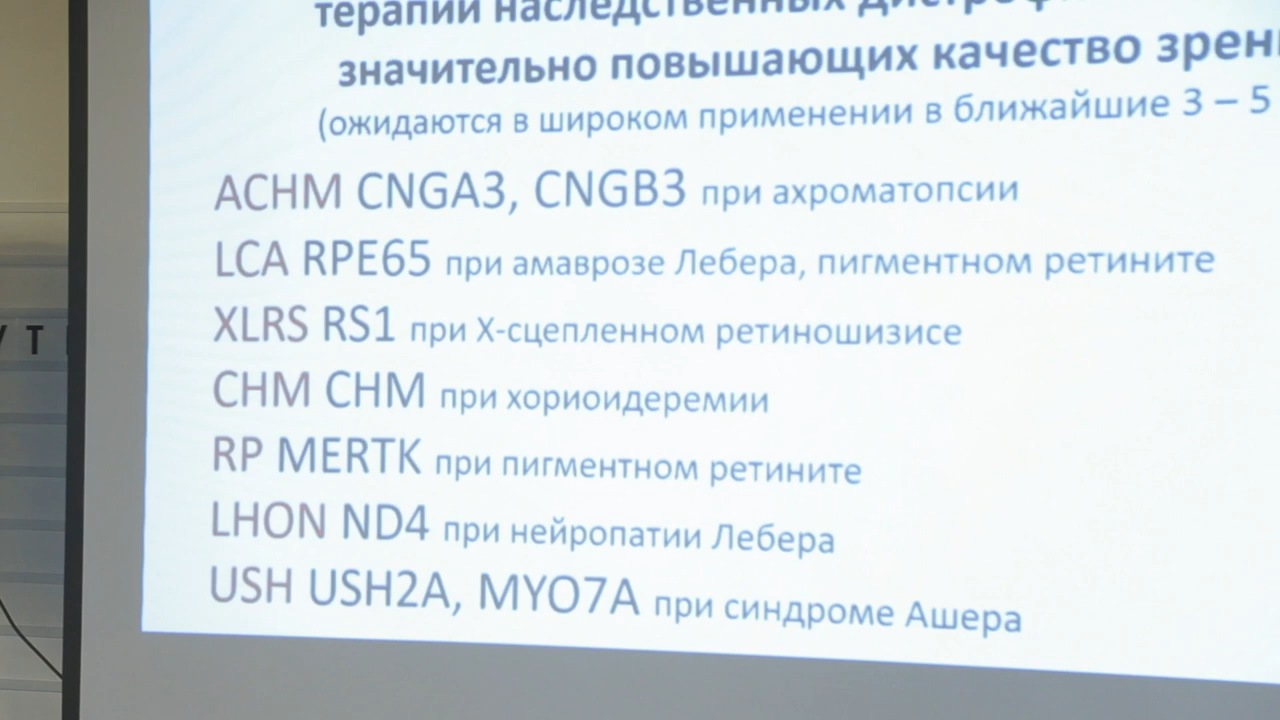 терапии наследственных
значительно повышающих качество
(ожидаются в широком применении в ближайшие 3 – 5
ACHM CNGA3, CNGB3 при ахроматопсии
LCA RPE65 при амаврозе Лебера, пигментном ретините
XLRS RS1 при Х-сцепленном ретиношизисе
CHM CHM при хориоидеремии
RP MERTK при пигментном ретините
LHON ND4 при нейропатии Лебера
USH USH2A, MYO7A при синдроме Ашера